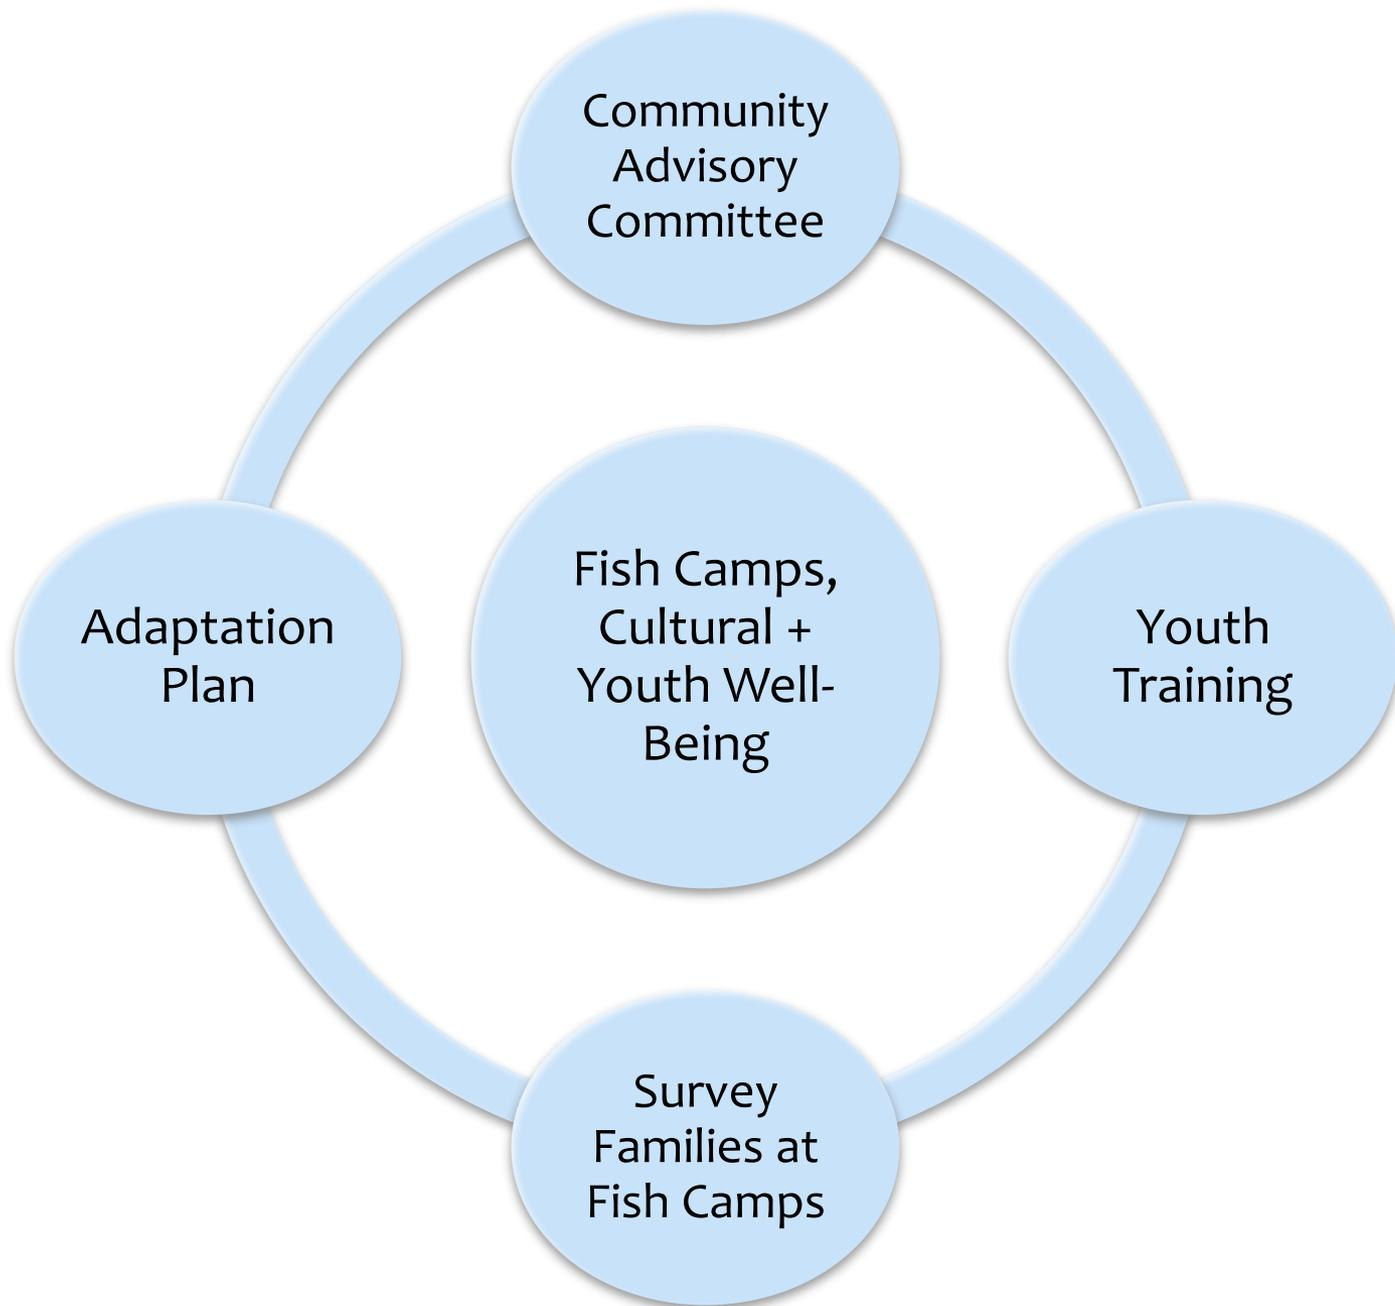 Community
Advisory
Committee
Fish Camps,
Cultural +
Youth Well-
Being
Adaptation
Plan
Youth
Training
Survey
Families at
Fish Camps